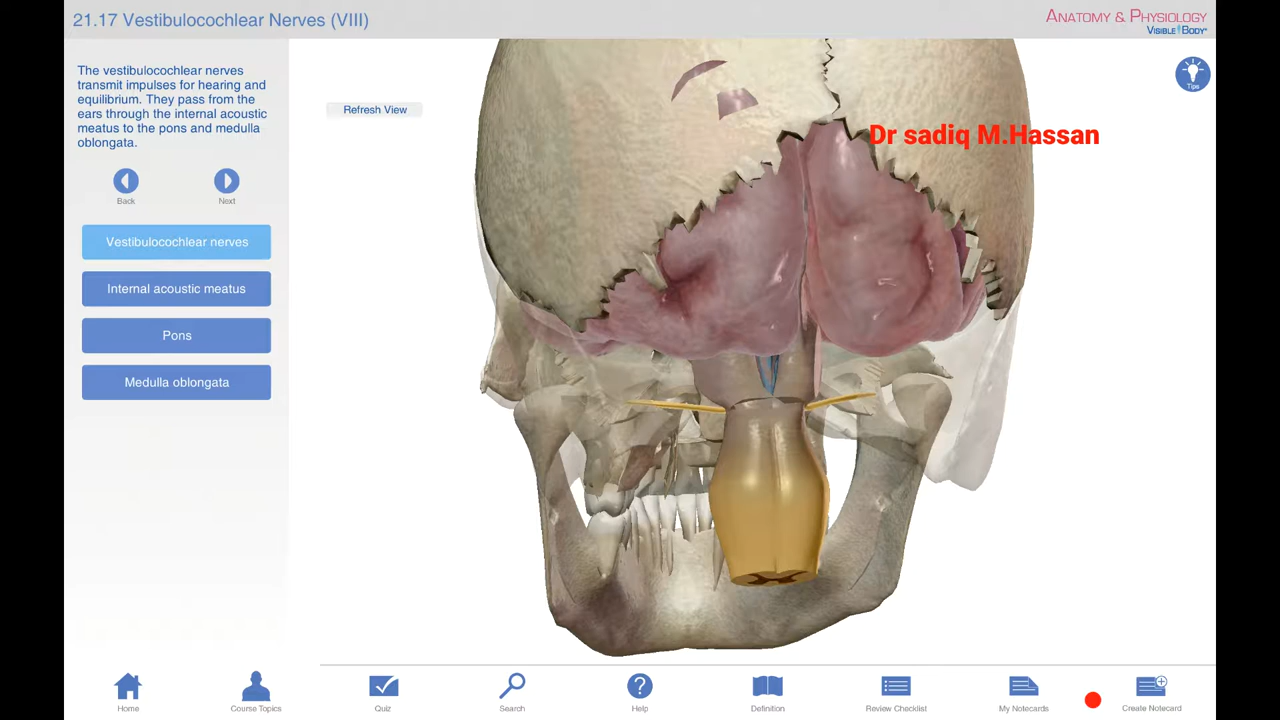 21.17 Vestibulocochlear Nerves (VIII)
ANATOMY & PHYSIOLOGY
VISIBLE BODY
The vestibulocochlear nerves
transmit impulses for hearing and
equilibrium. They pass from the
ears through the internal acoustic
meatus to the pons and medulla
oblongata.
Refresh View
Tips
Dr sadiq M.Hassan
Back
Next
Vestibulocochlear nerves
Internal acoustic meatus
Pons
Medulla oblongata
Home
Course Topics
Quiz
Search
Help
Definition
Review Checklist
My Notecards
Create Notecard